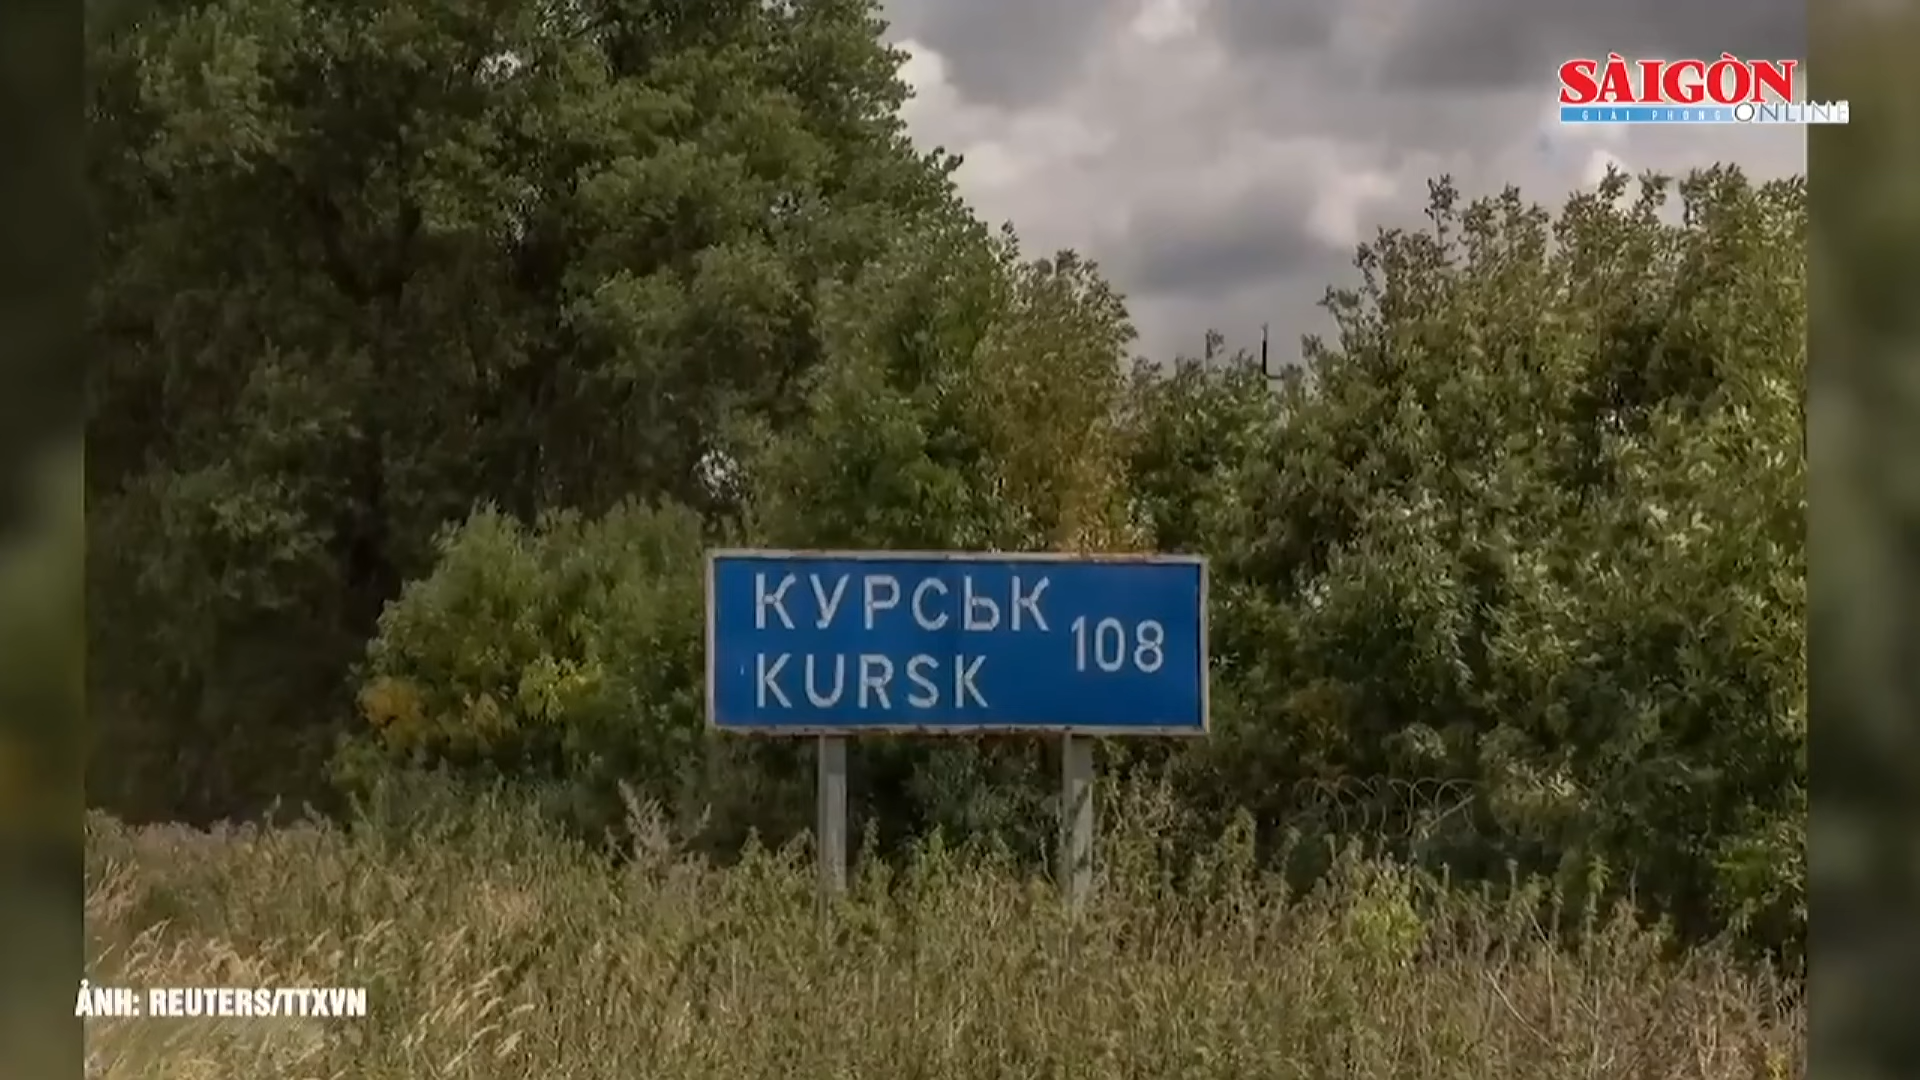 SÀIGÒN
GIẢI PHÓNG ONLINE
КУРСЬК
108
KURSK
ẢNH: REUTERS/TTXVN